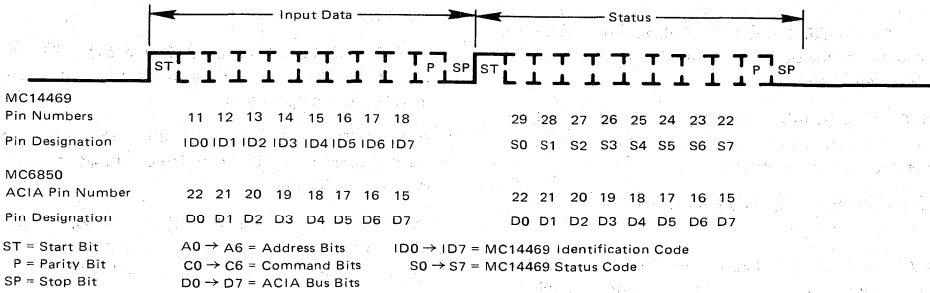 Input Data Status
ST P SP ST P SP
MC14469
Pin Numbers 11 12 13 14 15 16 17 18 29 28 27 26 25 24 23 22
Pin Designation ID0 ID1 ID2 ID3 ID4 ID5 ID6 ID7 S0 S1 S2 S3 S4 S5 S6 S7
MC6850
ACIA Pin Number 22 21 20 19 18 17 16 15 22 21 20 19 18 17 16 15
Pin Designation D0 D1 D2 D3 D4 D5 D6 D7 D0 D1 D2 D3 D4 D5 D6 D7
ST = Start Bit A0 → A6 = Address Bits ID0 → ID7 = MC14469 Identification Code
P = Parity Bit C0 → C6 = Command Bits S0 → S7 = MC14469 Status Code
SP = Stop Bit D0 → D7 = ACIA Bus Bits